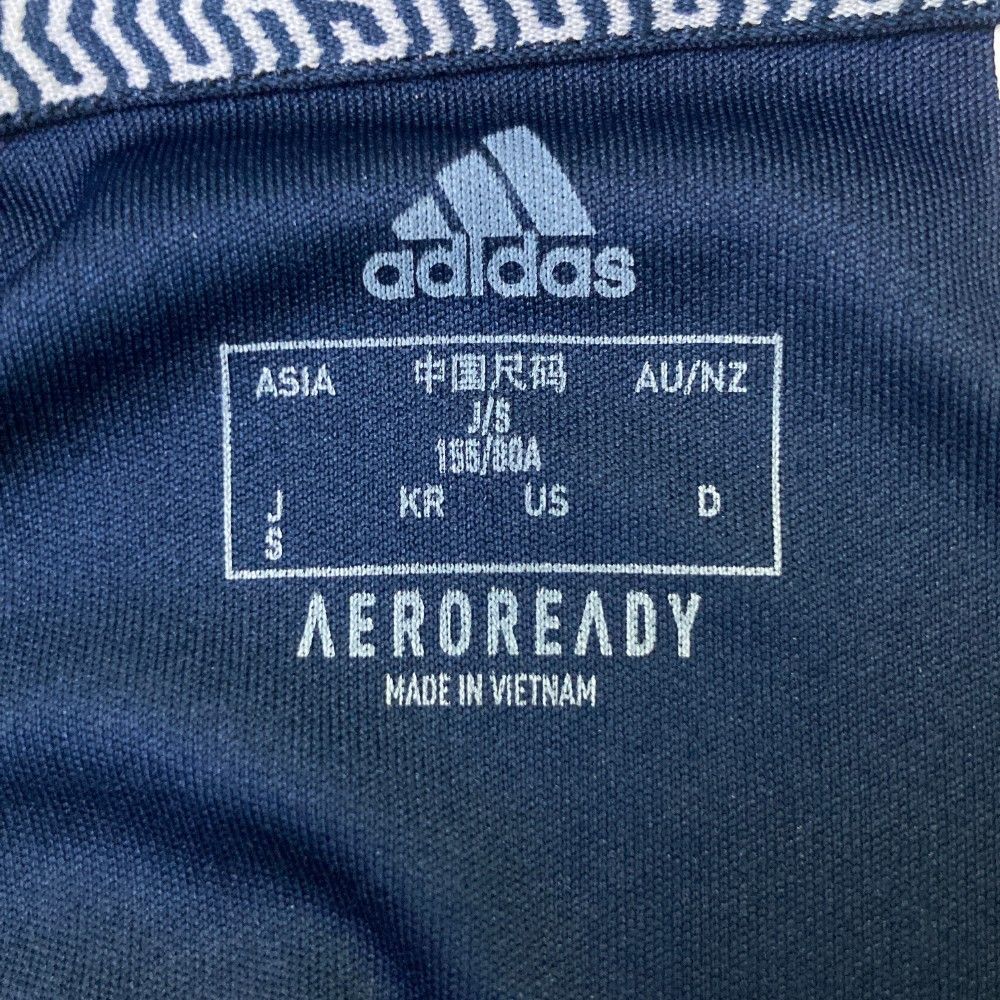 adidas
ASIA 中国尺码 AU/NZ
J/S
155/80A
J KR US D
S
AEROREADY
MADE IN VIETNAM